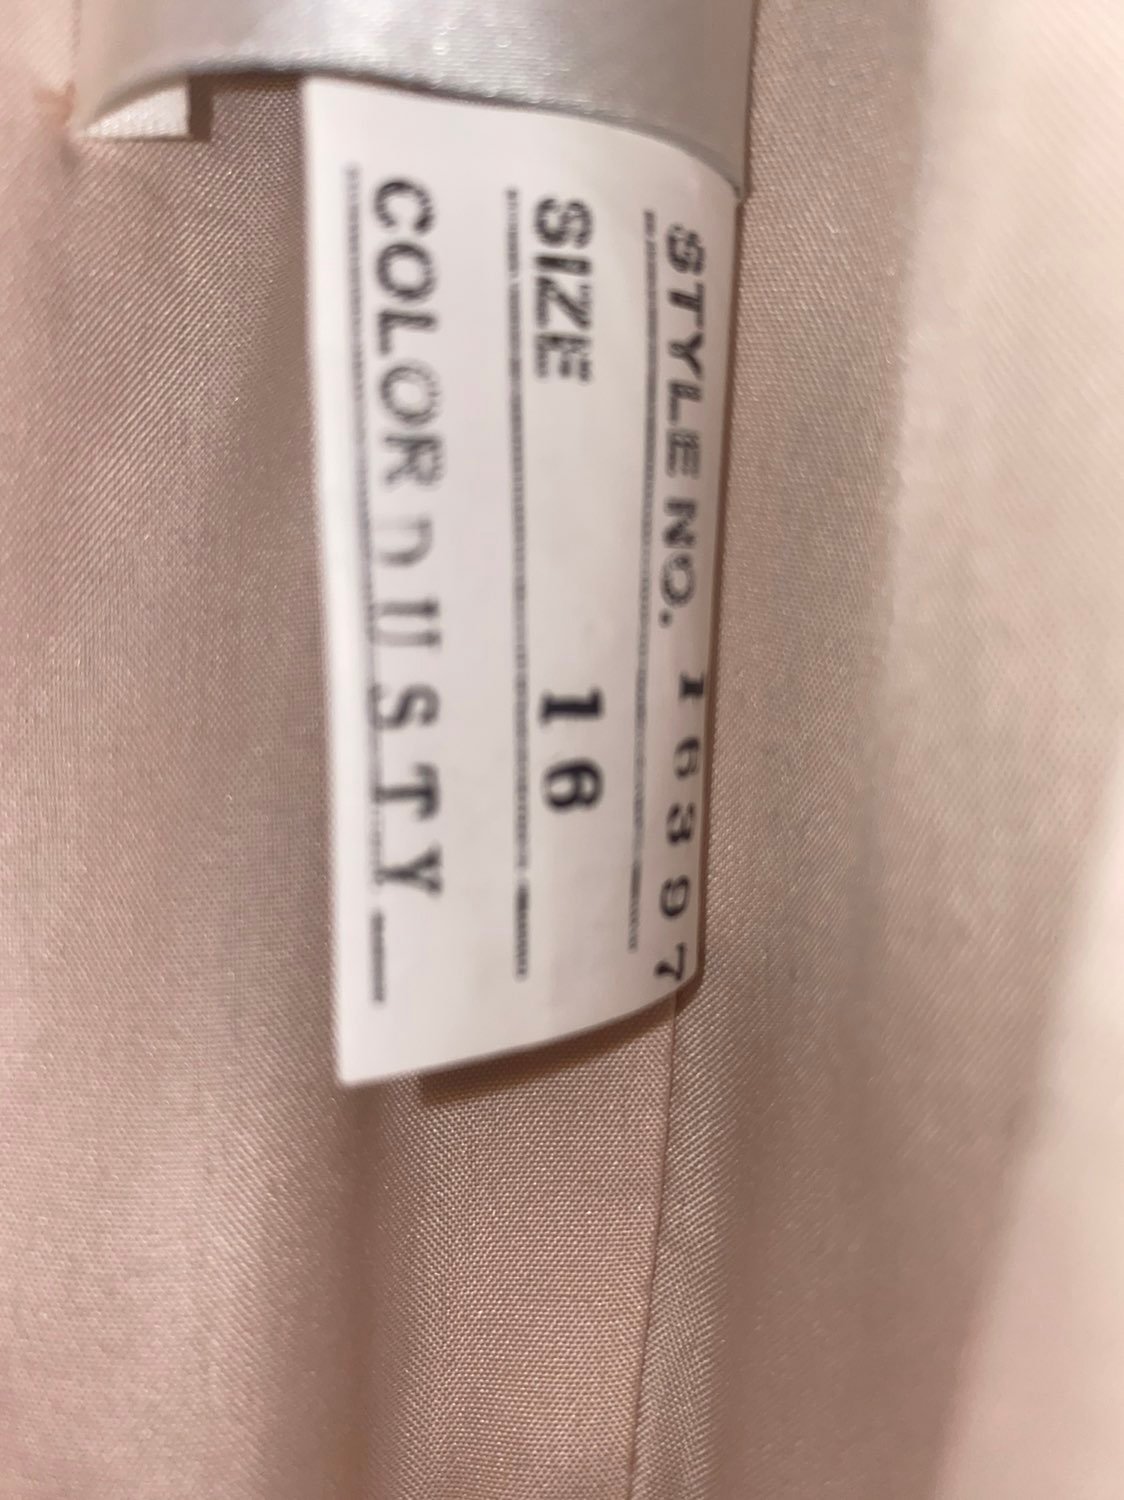 STYLE NO. 16397
SIZE 16
COLOR DUSTY